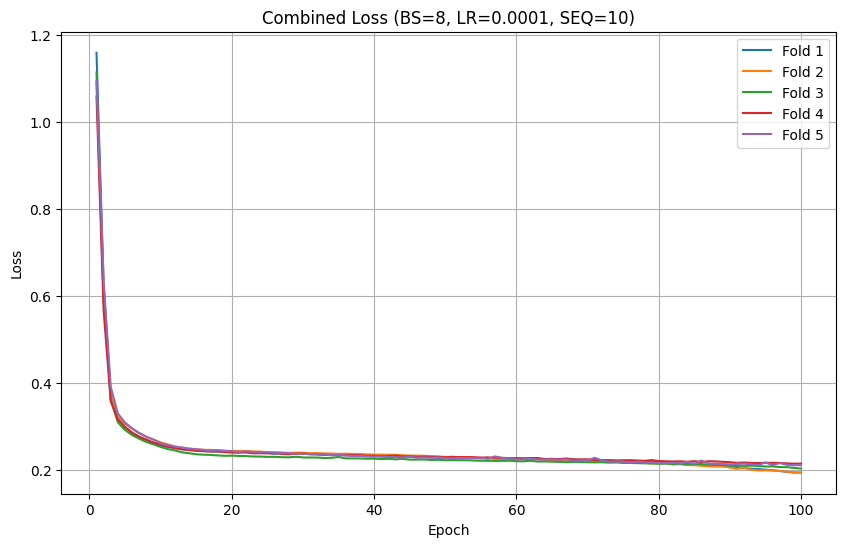 Combined Loss (BS=8, LR=0.0001, SEQ=10)
Fold 1
Fold 2
Fold 3
Fold 4
Fold 5
Loss
1.2
1.0
0.8
0.6
0.4
0.2
0 20 40 60 80 100
Epoch